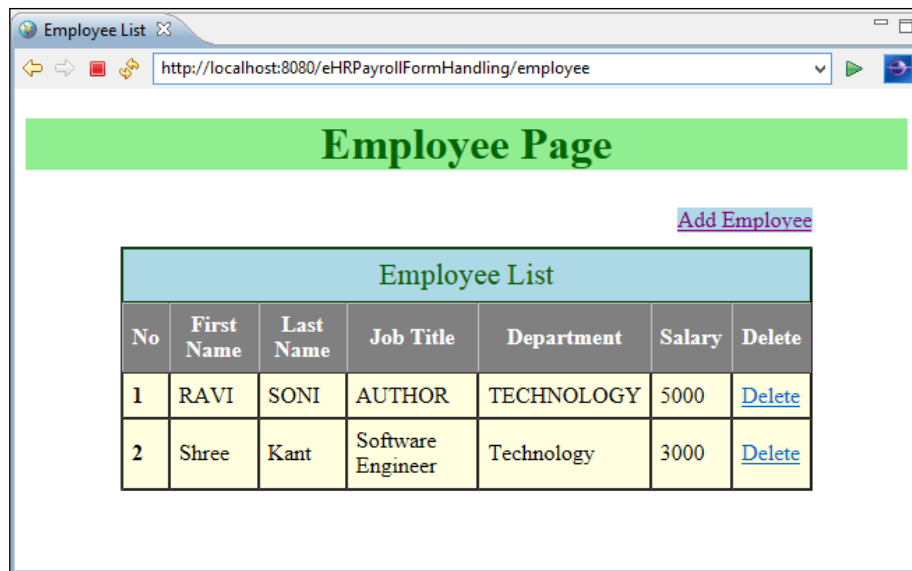 Employee List
http://localhost:8080/eHRPayrollFormHandling/employee
Employee Page
Add Employee
Employee List
No First Name Last Name Job Title Department Salary Delete
1 RAVI SONI AUTHOR TECHNOLOGY 5000 Delete
2 Shree Kant Software Engineer Technology 3000 Delete